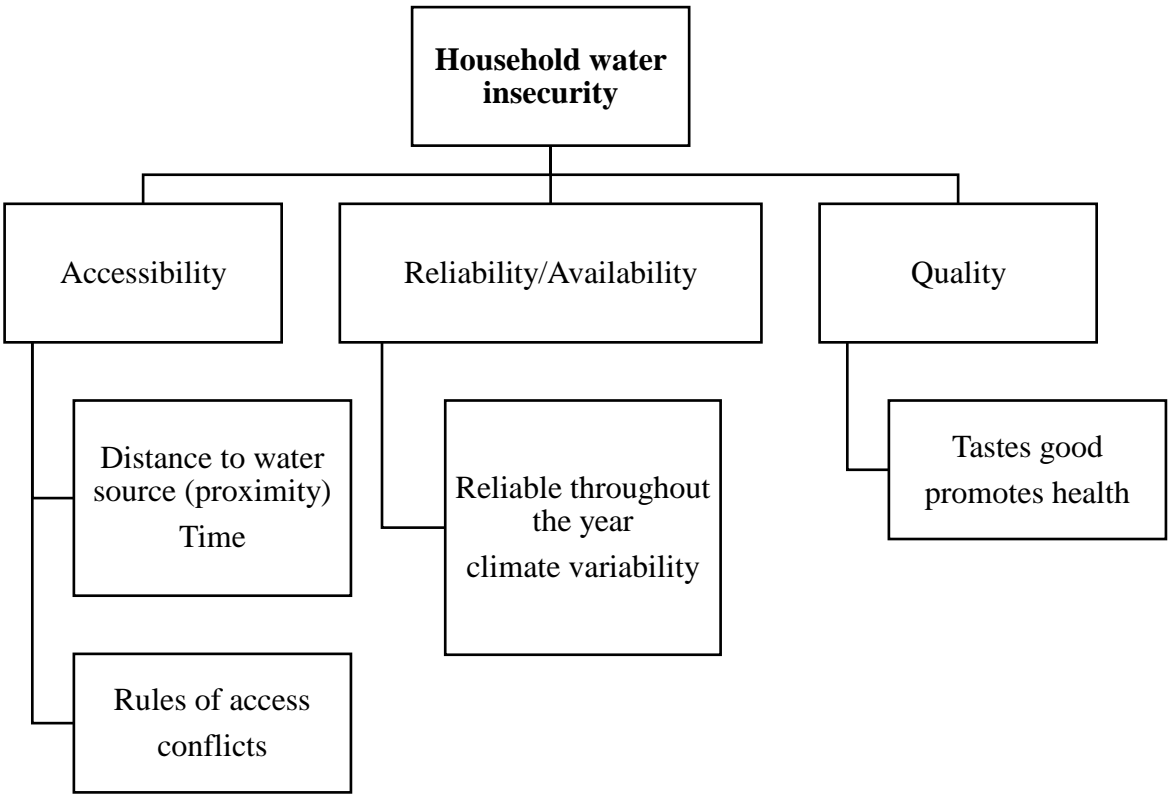 Household water
insecurity
Accessibility
Reliability/Availability
Quality
Distance to water
source (proximity)
Time
Rules of access
conflicts
Reliable throughout
the year
climate variability
Tastes good
promotes health